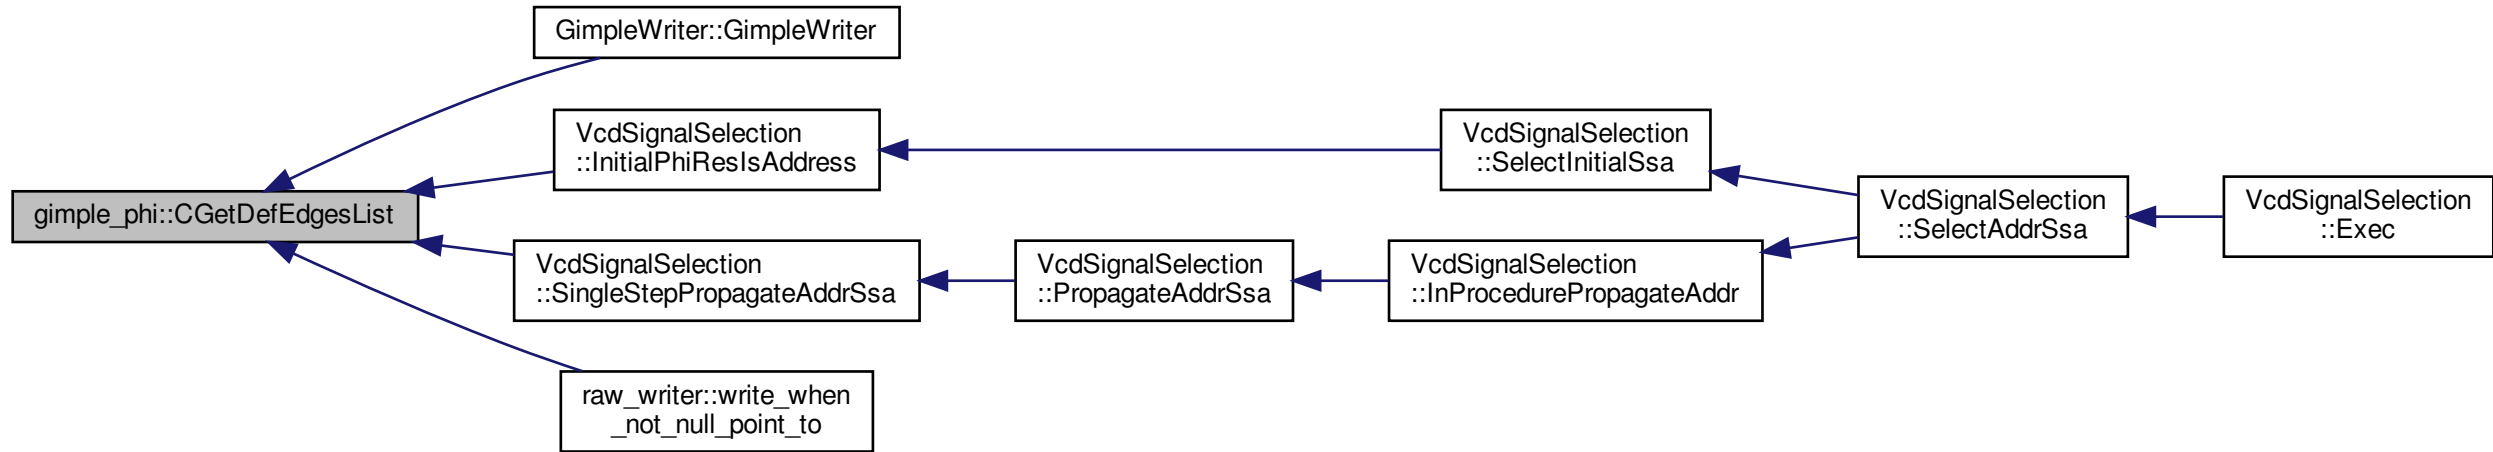 GimpleWriter::GimpleWriter
VcdSignalSelection
::InitialPhiResIsAddress
VcdSignalSelection
::SelectInitialSsa
gimple_phi::CGetDefEdgesList
VcdSignalSelection
::SelectAddrSsa
VcdSignalSelection
::Exec
VcdSignalSelection
::SingleStepPropagateAddrSsa
VcdSignalSelection
::PropagateAddrSsa
VcdSignalSelection
::InProcedurePropagateAddr
raw_writer::write_when
_not_null_point_to